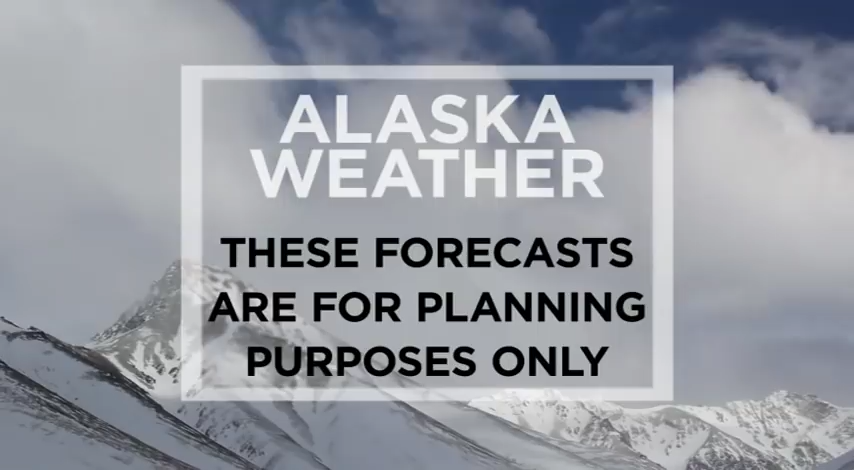 ALASKA
WEATHER
THESE FORECASTS
ARE FOR PLANNING
PURPOSES ONLY